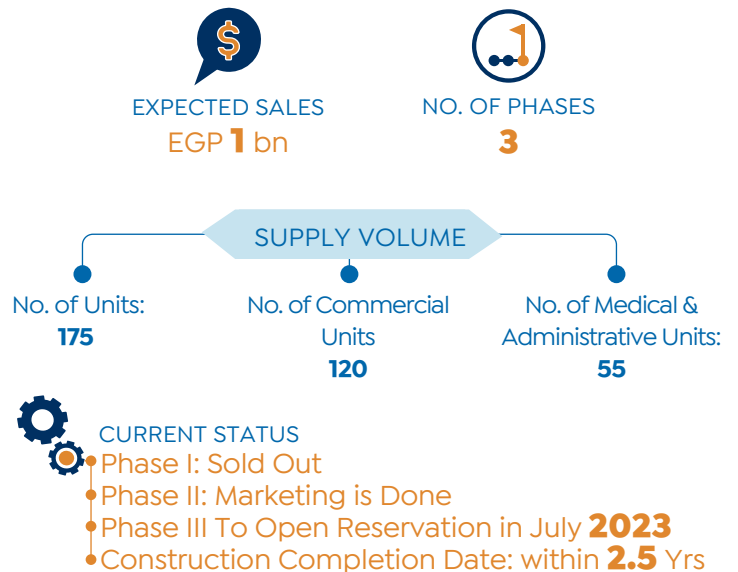 $
EXPECTED SALES
EGP 1 bn
NO. OF PHASES
3
SUPPLY VOLUME
No. of Units:
175
No. of Commercial
Units
120
No. of Medical &
Administrative Units:
55
CURRENT STATUS
Phase I: Sold Out
Phase II: Marketing is Done
Phase III To Open Reservation in July 2023
Construction Completion Date: within 2.5 Yrs